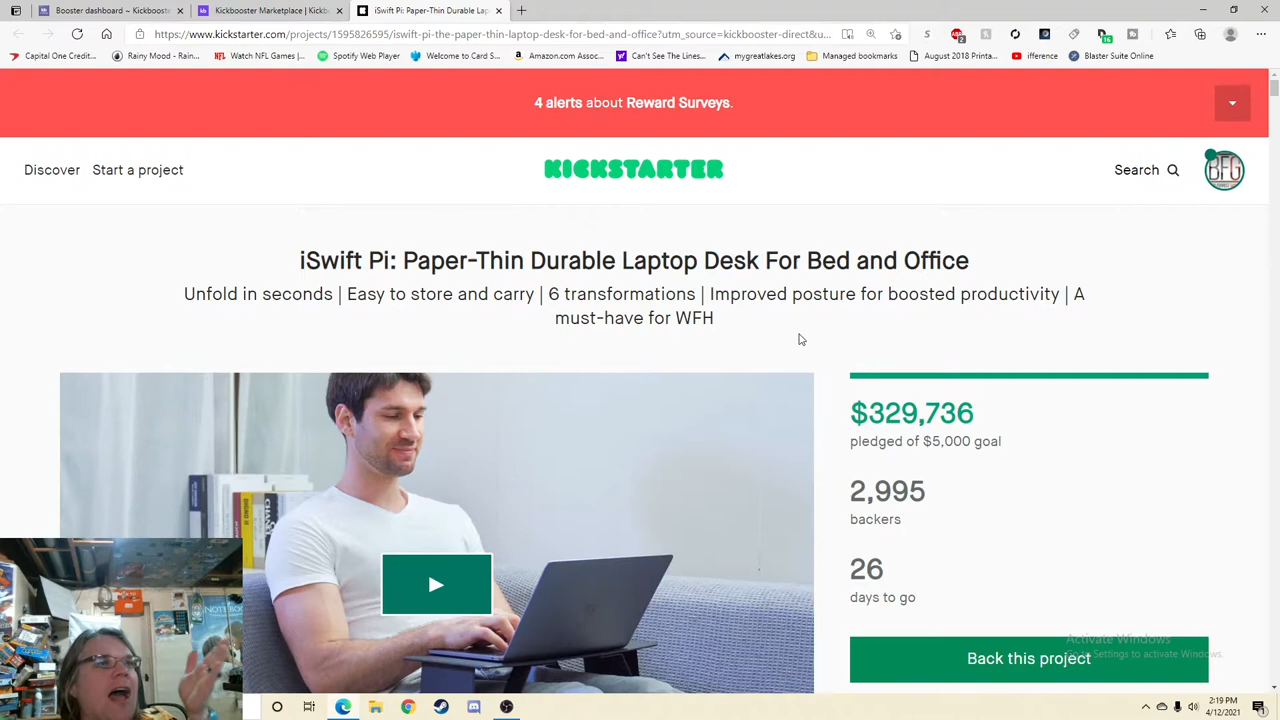 Booster dashboard ~ Kickbooste
Kickbooster Marketplace | Kickb
iSwift Pi: Paper-Thin Durable Lap
https://www.kickstarter.com/projects/1595826595/iswift-pi-the-paper-thin-laptop-desk-for-bed-and-office?utm_source=kickbooster-direct&u...
Capital One Credit...
Rainy Mood - Rain...
Watch NFL Games |...
Spotify Web Player
Welcome to Card S...
Amazon.com Assoc...
Can't See The Lines...
mygreatlakes.org
Managed bookmarks
August 2018 Printa...
ifference
Blaster Suite Online
4 alerts about Reward Surveys.
Discover
Start a project
KICKSTARTER
Search
BFG
iSwift Pi: Paper-Thin Durable Laptop Desk For Bed and Office
Unfold in seconds | Easy to store and carry | 6 transformations | Improved posture for boosted productivity | A
must-have for WFH
$329,736
pledged of $5,000 goal
2,995
backers
26
days to go
Activate Windows
Go to Settings to activate Windows.
Back this project
2:19 PM
4/12/2021